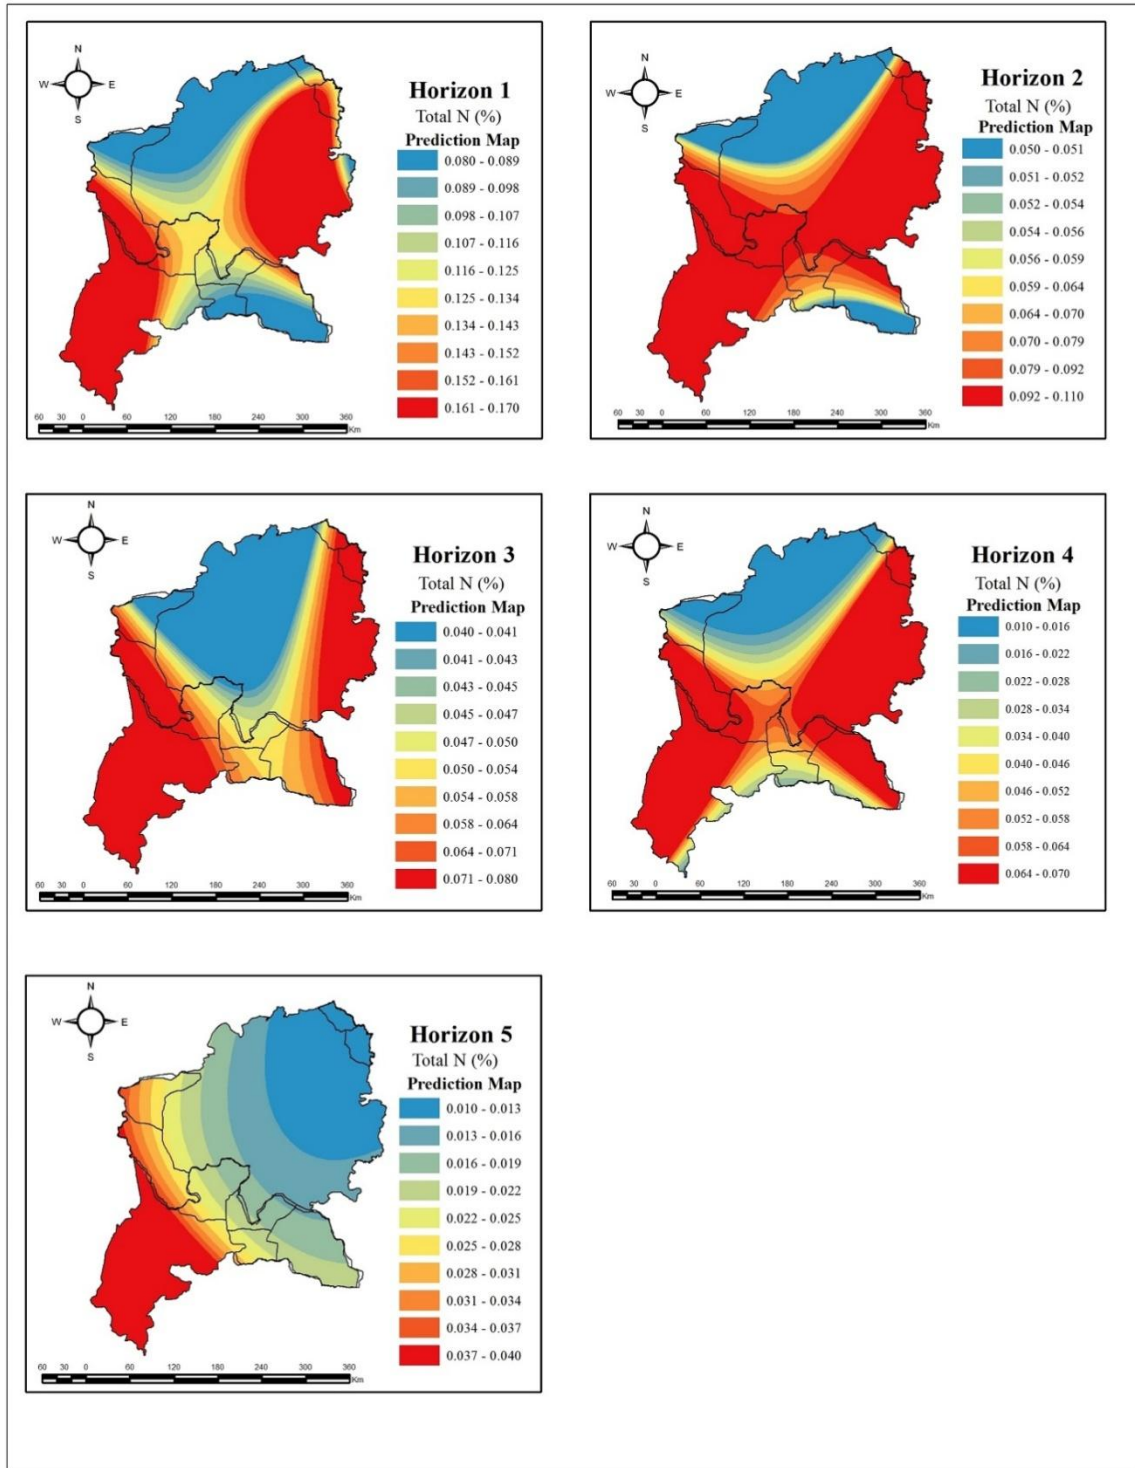 N
W E
S
Horizon 1
Total N (%)
Prediction Map
0.080 - 0.089
0.089 - 0.098
0.098 - 0.107
0.107 - 0.116
0.116 - 0.125
0.125 - 0.134
0.134 - 0.143
0.143 - 0.152
0.152 - 0.161
0.161 - 0.170
60 30 0 60 120 180 240 300 360
Km
N
W E
S
Horizon 2
Total N (%)
Prediction Map
0.050 - 0.051
0.051 - 0.052
0.052 - 0.054
0.054 - 0.056
0.056 - 0.059
0.059 - 0.064
0.064 - 0.070
0.070 - 0.079
0.079 - 0.092
0.092 - 0.110
60 30 0 60 120 180 240 300 360
Km
N
W E
S
Horizon 3
Total N (%)
Prediction Map
0.040 - 0.041
0.041 - 0.043
0.043 - 0.045
0.045 - 0.047
0.047 - 0.050
0.050 - 0.054
0.054 - 0.058
0.058 - 0.064
0.064 - 0.071
0.071 - 0.080
60 30 0 60 120 180 240 300 360
Km
N
W E
S
Horizon 4
Total N (%)
Prediction Map
0.010 - 0.016
0.016 - 0.022
0.022 - 0.028
0.028 - 0.034
0.034 - 0.040
0.040 - 0.046
0.046 - 0.052
0.052 - 0.058
0.058 - 0.064
0.064 - 0.070
60 30 0 60 120 180 240 300 360
Km
N
W E
S
Horizon 5
Total N (%)
Prediction Map
0.010 - 0.013
0.013 - 0.016
0.016 - 0.019
0.019 - 0.022
0.022 - 0.025
0.025 - 0.028
0.028 - 0.031
0.031 - 0.034
0.034 - 0.037
0.037 - 0.040
60 30 0 60 120 180 240 300 360
Km